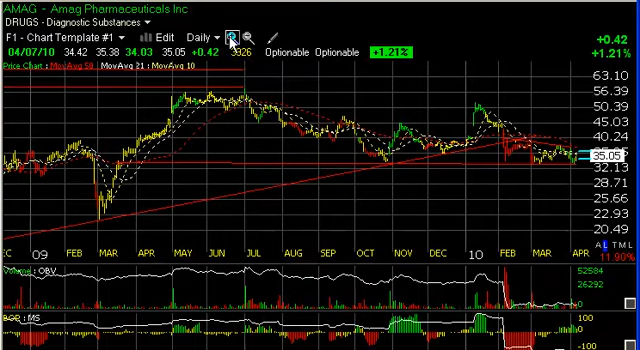 AMAG - Amag Pharmaceuticals Inc
DRUGS - Diagnostic Substances
F1 - Chart Template #1 Edit Daily
+0.42
04/07/10 34.42 35.38 34.03 35.05 +0.42 3826 Optionable Optionable +1.21%
+1.21%
Price Chart : MovAvg 50 : MovAvg 21 : MovAvg 10
63.10
56.39
50.39
45.03
40.24
35.05
32.13
28.71
25.66
22.93
20.49
09 FEB MAR APR MAY JUN JUL AUG SEP OCT NOV DEC 10 FEB MAR APR
A L T M L
11.90%
Volume : OBV
52584
26292
BOP : MS
100
0
-100